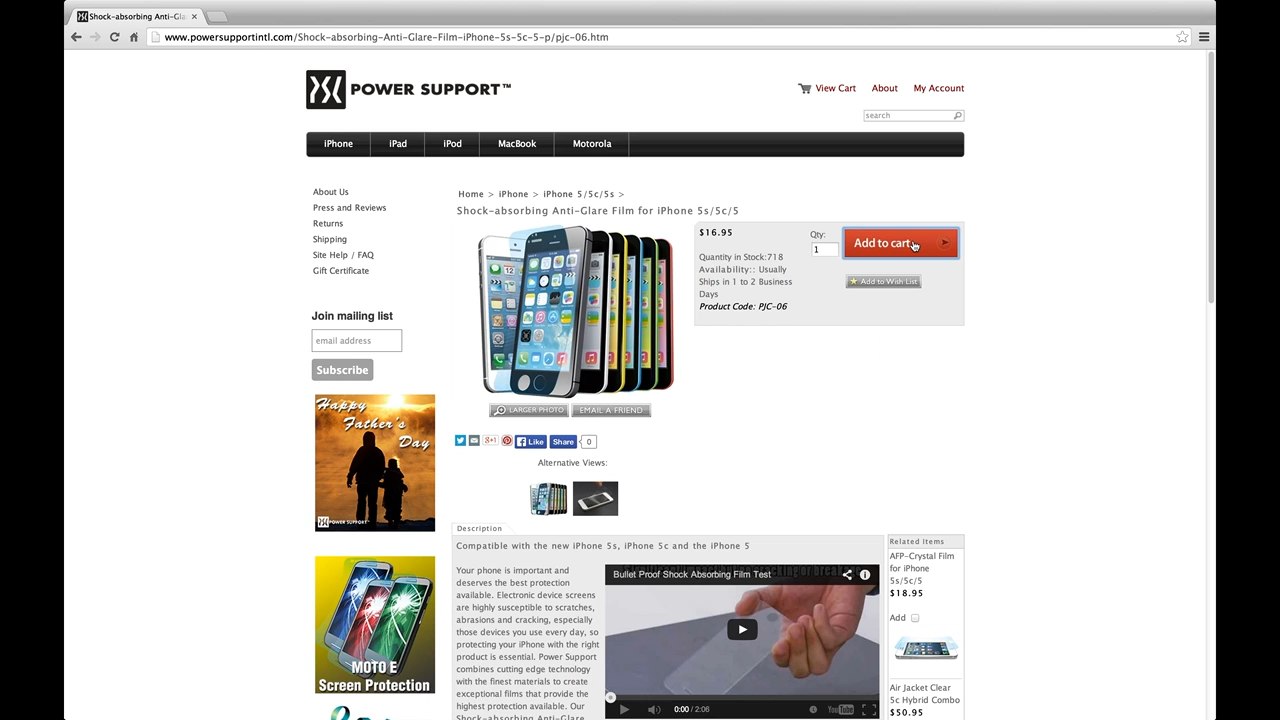 Shock-absorbing Anti-Gla
www.powersupportintl.com/Shock-absorbing-Anti-Glare-Film-iPhone-5s-5c-5-p/pjc-06.htm
POWER SUPPORT™
View Cart
About
My Account
search
iPhone
iPad
iPod
MacBook
Motorola
About Us
Press and Reviews
Returns
Shipping
Site Help / FAQ
Gift Certificate
Join mailing list
email address
Subscribe
Happy
Father's
Day
POWER SUPPORT
MOTO E
Screen Protection
Home > iPhone > iPhone 5/5c/5s >
Shock-absorbing Anti-Glare Film for iPhone 5s/5c/5
$16.95
Quantity in Stock:718
Availability:: Usually
Ships in 1 to 2 Business
Days
Product Code: PJC-06
Qty:
1
Add to cart
Add to Wish List
LARGER PHOTO
EMAIL A FRIEND
g+1
Like
Share
0
Alternative Views:
Description
Compatible with the new iPhone 5s, iPhone 5c and the iPhone 5
Your phone is important and
deserves the best protection
available. Electronic device screens
are highly susceptible to scratches,
abrasions and cracking, especially
those devices you use every day, so
protecting your iPhone with the right
product is essential. Power Support
combines cutting edge technology
with the finest materials to create
exceptional films that provide the
highest protection available. Our
Shock-absorbing Anti-Glare
Bullet Proof Shock Absorbing Film Test
0:00 / 2:06
YouTube
Related Items
AFP-Crystal Film
for iPhone
5s/5c/5
$18.95
Add
Air Jacket Clear
5c Hybrid Combo
$50.95